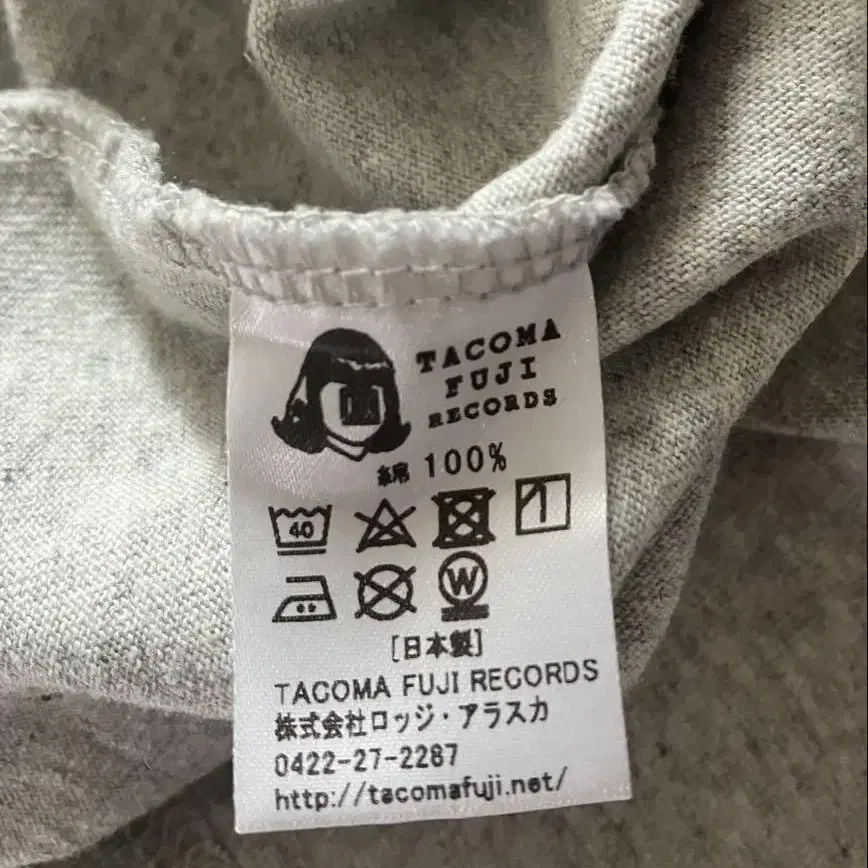 TACOMA
FUJI
RECORDS
綿 100%
40
W
[日本製]
TACOMA FUJI RECORDS
株式会社ロッジ・アラスカ
0422-27-2287
http://tacomafuji.net/